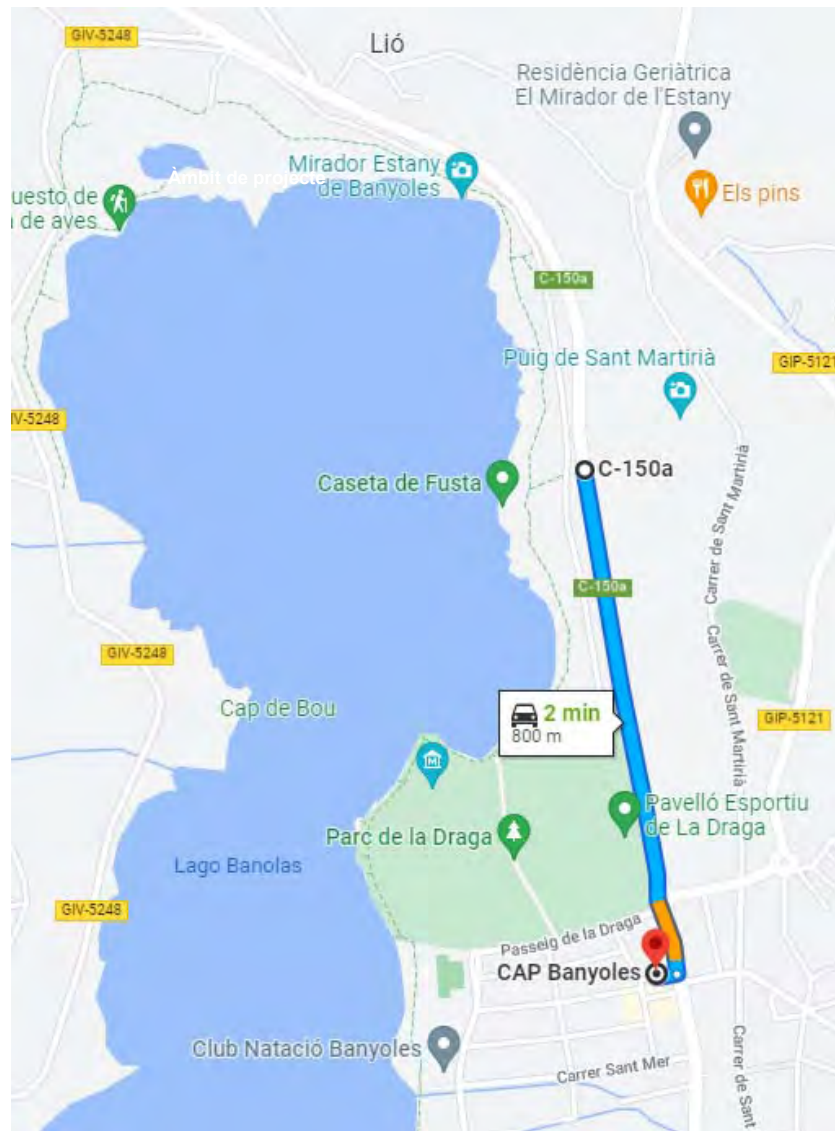 GIV-5248
Lió
Residència Geriàtrica
El Mirador de l'Estany
Mirador Estany
de Banyoles
Àmbit de projecte
uesto de
a de aves
Els pins
C-150a
Puig de Sant Martirià
GIP-5121
IV-5248
C-150a
Caseta de Fusta
Carrer de Sant Martirià
C-150a
Carrer de Sant Martirià
GIV-5248
Cap de Bou
2 min
800 m
GIP-5121
Pavelló Esportiu
de La Draga
Parc de la Draga
Lago Banolas
GIV-5248
Passeig de la Draga
CAP Banyoles
Club Natació Banyoles
Carrer Sant Mer
Carrer de Sant